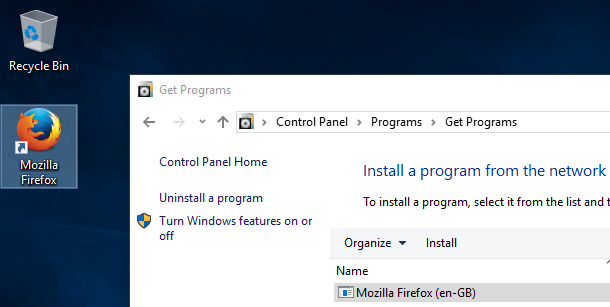 Recycle Bin
Mozilla
Firefox
Get Programs
Control Panel > Programs > Get Programs
Control Panel Home
Uninstall a program
Turn Windows features on or
off
Install a program from the network
To install a program, select it from the list and t
Organize Install
Name
Mozilla Firefox (en-GB)